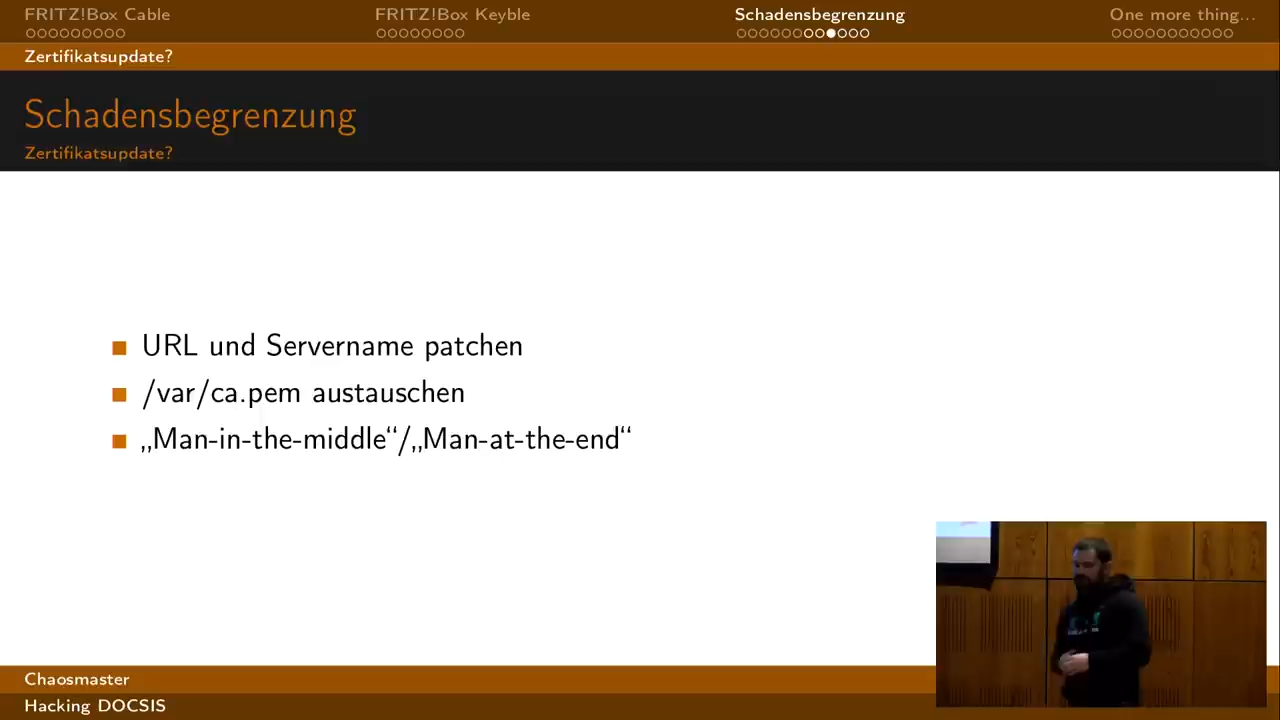 FRITZ!Box Cable
FRITZ!Box Keyble
Schadensbegrenzung
One more thing...
Zertifikatsupdate?
Schadensbegrenzung
Zertifikatsupdate?
URL und Servername patchen
/var/ca.pem austauschen
„Man-in-the-middle“/„Man-at-the-end“
Chaosmaster
Hacking DOCSIS